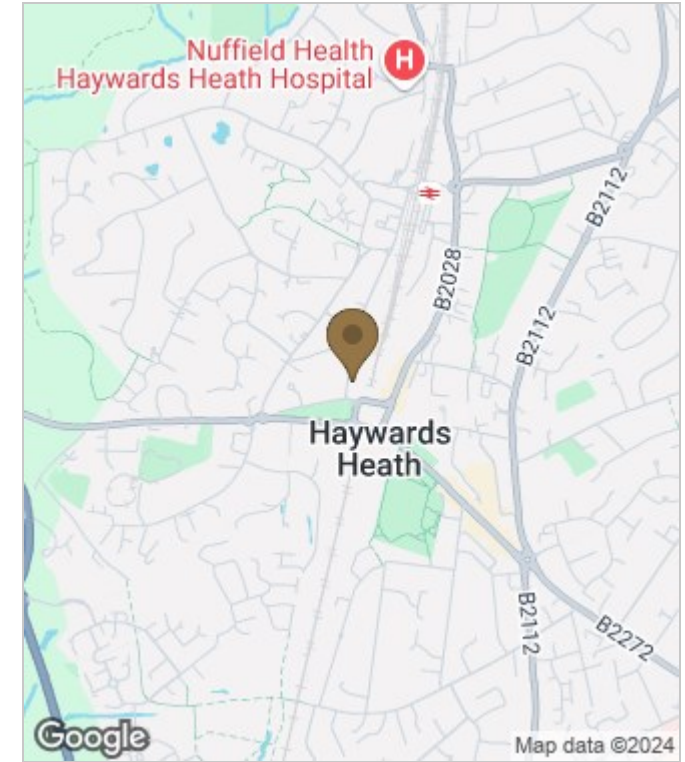 Nuffield Health
Haywards Heath Hospital
H
B2112
B2028
B2112
Haywards
Heath
B2112
B2272
Google
Map data ©2024